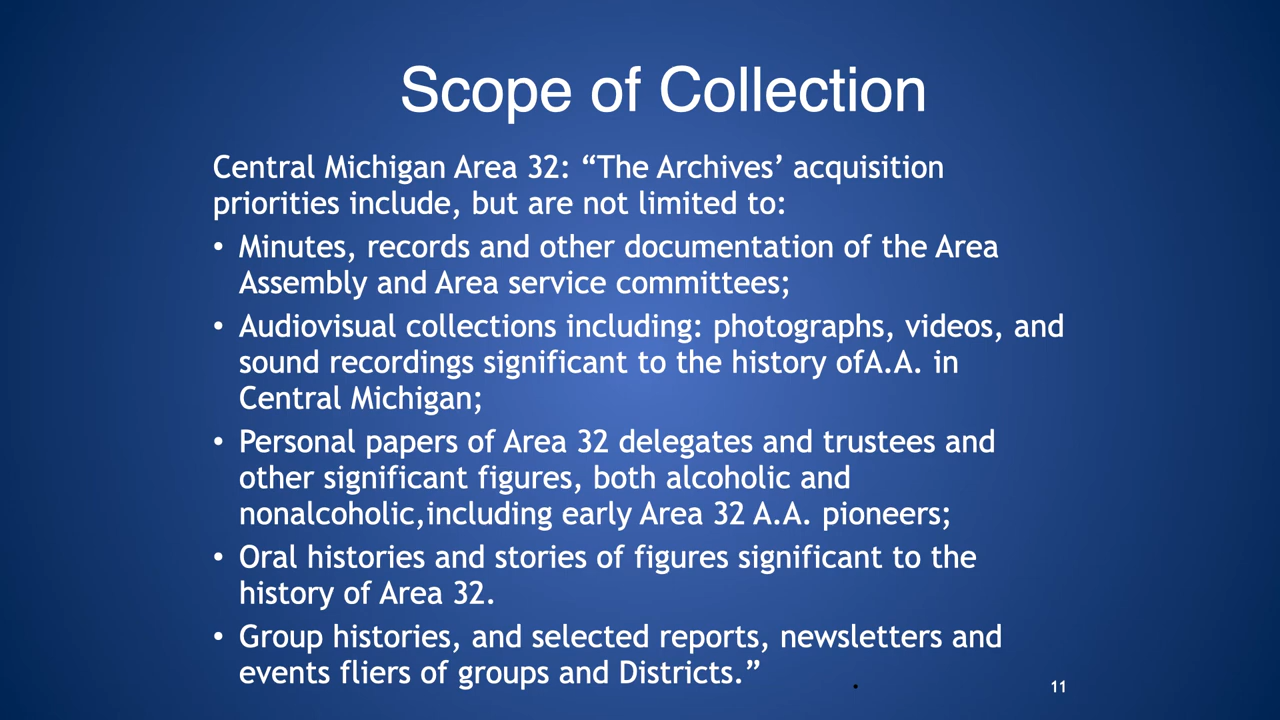 Scope of Collection
Central Michigan Area 32: “The Archives’ acquisition
priorities include, but are not limited to:
• Minutes, records and other documentation of the Area
Assembly and Area service committees;
• Audiovisual collections including: photographs, videos, and
sound recordings significant to the history ofA.A. in
Central Michigan;
• Personal papers of Area 32 delegates and trustees and
other significant figures, both alcoholic and
nonalcoholic,including early Area 32 A.A. pioneers;
• Oral histories and stories of figures significant to the
history of Area 32.
• Group histories, and selected reports, newsletters and
events fliers of groups and Districts.”
11